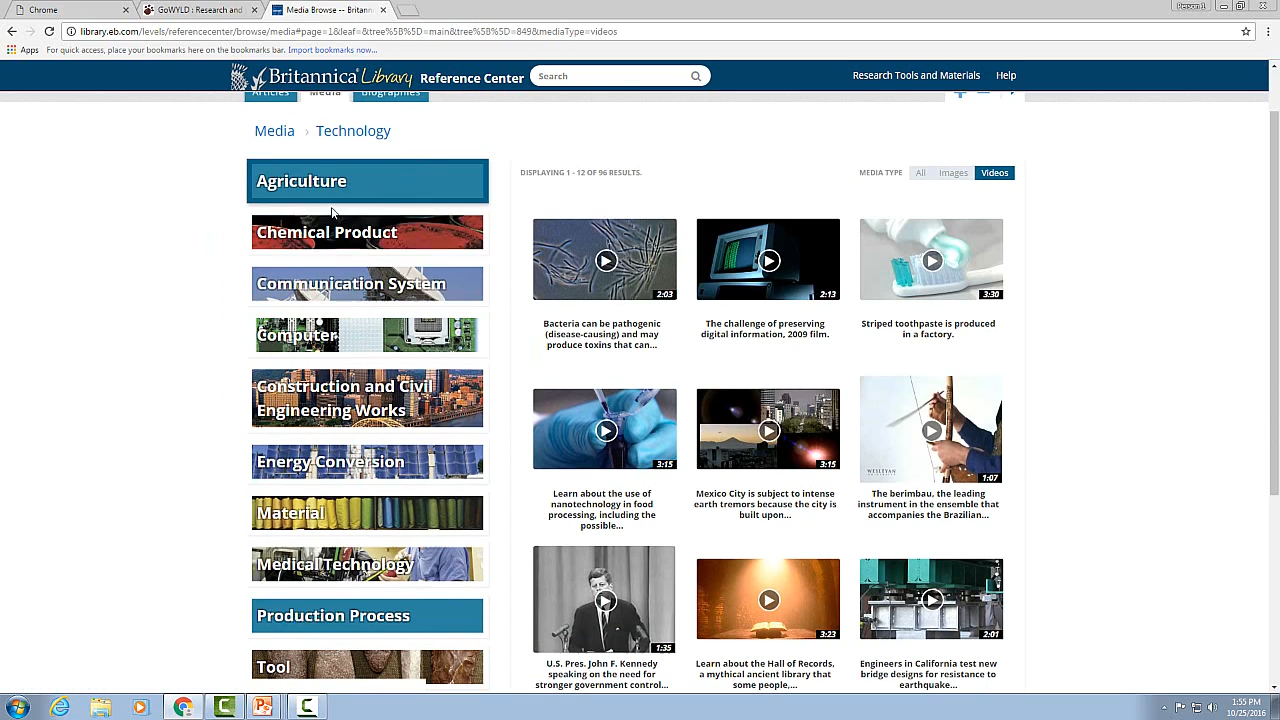 Chrome
GoWYLD : Research and
Media Browse -- Britannica
Person 1
library.eb.com/levels/referencecenter/browse/media#page=1&leaf=&tree%5B%5D=main&tree%5B%5D=849&mediaType=videos
Apps
For quick access, place your bookmarks here on the bookmarks bar. Import bookmarks now...
Britannica Library Reference Center
Search
Research Tools and Materials
Help
Articles
Media
Biographies
Media › Technology
Agriculture
Chemical Product
Communication System
Computer
Construction and Civil
Engineering Works
Energy Conversion
Material
Medical Technology
Production Process
Tool
DISPLAYING 1 - 12 OF 96 RESULTS.
MEDIA TYPE
All
Images
Videos
2:03
Bacteria can be pathogenic
(disease-causing) and may
produce toxins that can...
2:13
The challenge of preserving
digital information, 2009 film.
3:30
Striped toothpaste is produced
in a factory.
3:15
Learn about the use of
nanotechnology in food
processing, including the
possible...
3:15
Mexico City is subject to intense
earth tremors because the city is
built upon...
WESLEYAN
1:07
The berimbau, the leading
instrument in the ensemble that
accompanies the Brazilian...
1:35
U.S. Pres. John F. Kennedy
speaking on the need for
stronger government control...
3:23
Learn about the Hall of Records,
a mythical ancient library that
some people,...
2:01
Engineers in California test new
bridge designs for resistance to
earthquake...
1:55 PM
10/25/2016